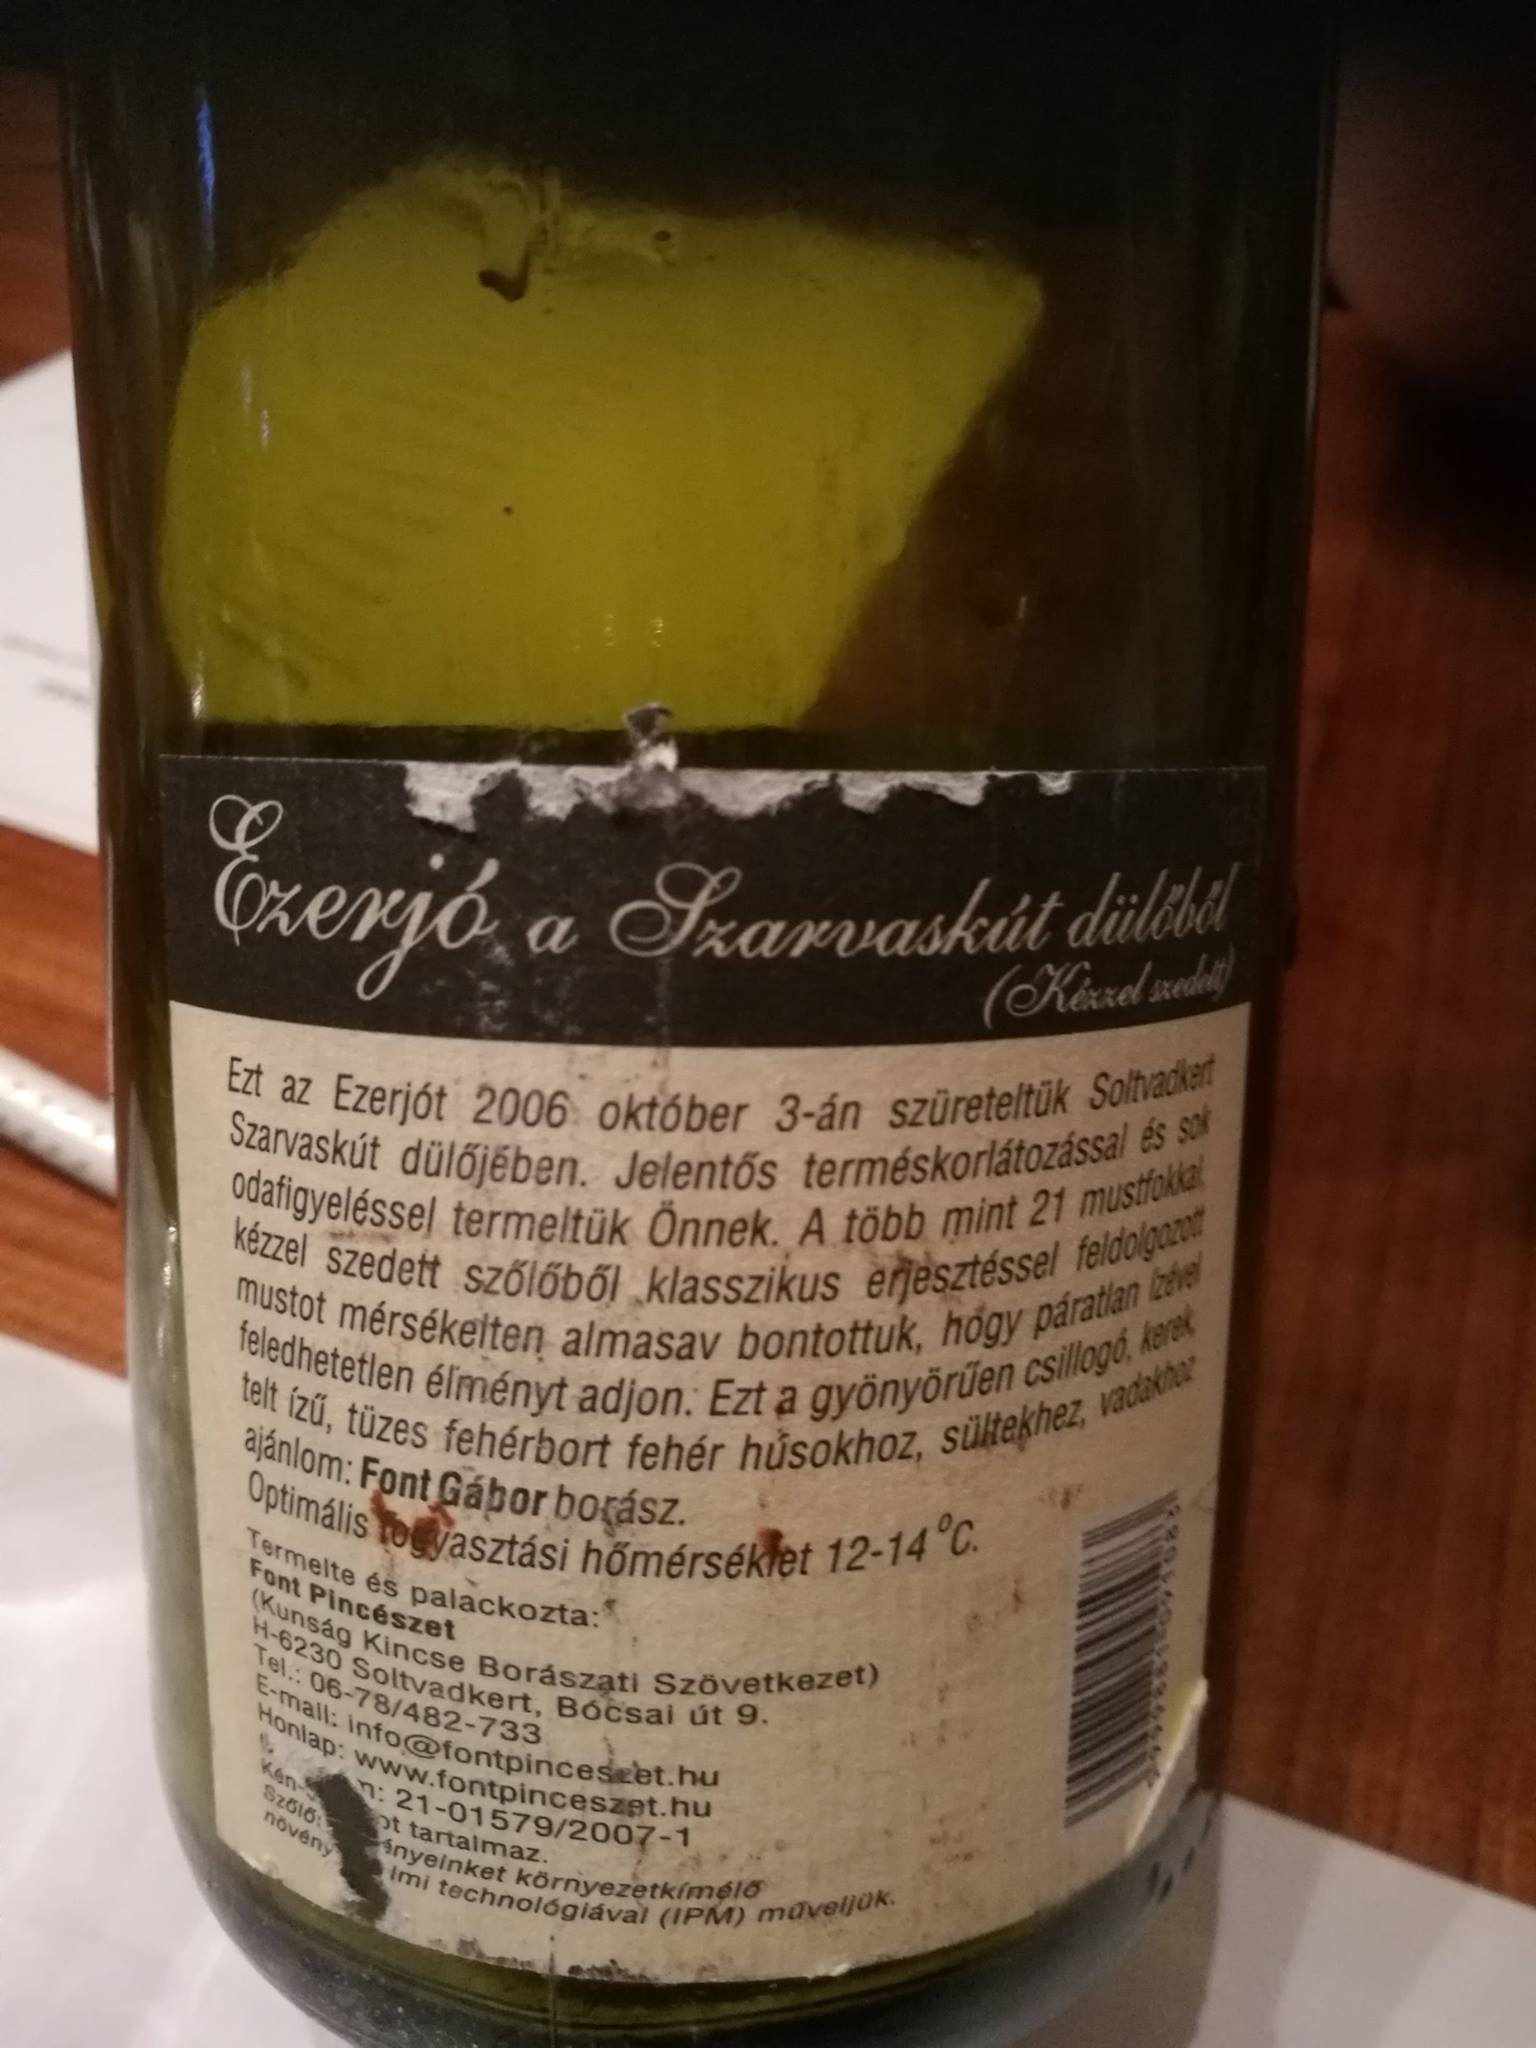 Ezerjó a Szarvaskút dülőből
(Kézzel szedett)
Ezt az Ezerjót 2006 október 3-án szüreteltük Soltvadkert
Szarvaskút dülőjében. Jelentős terméskorlátozással és sok
odafigyeléssel termeltük Önnek. A több mint 21 mustfokkal,
kézzel szedett szőlőből klasszikus erjesztéssel feldolgozott
mustot mérsékelten almasav bontottuk, hogy páratlan ízével
feledhetetlen élményt adjon. Ezt a gyönyörűen csillogó, kerek,
telt ízű, tüzes fehérbort fehér húsokhoz, sültekhez, vadakhoz
ajánlom: Font Gábor borász.
Optimális fogyasztási hőmérséklet 12-14 °C.
Termelte és palackozta:
Font Pincészet
(Kunság Kincse Borászati Szövetkezet)
H-6230 Soltvadkert, Bócsai út 9.
Tel.: 06-78/482-733
E-mail: info@fontpinceszet.hu
Honlap: www.fontpinceszet.hu
21-01579/2007-1
tartalmaz.
környezetkímélő
technológiával (IPM) műveljük.